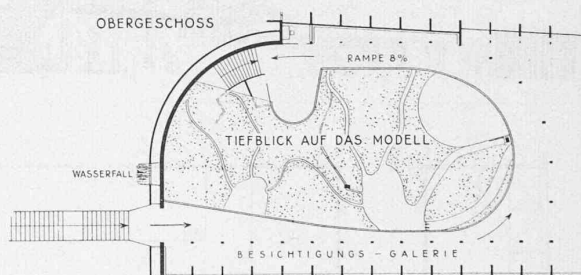 OBERGESCHOSS
RAMPE 8%
TIEFBLICK AUF DAS MODELL
WASSERFALL
BESICHTIGUNGS - GALERIE